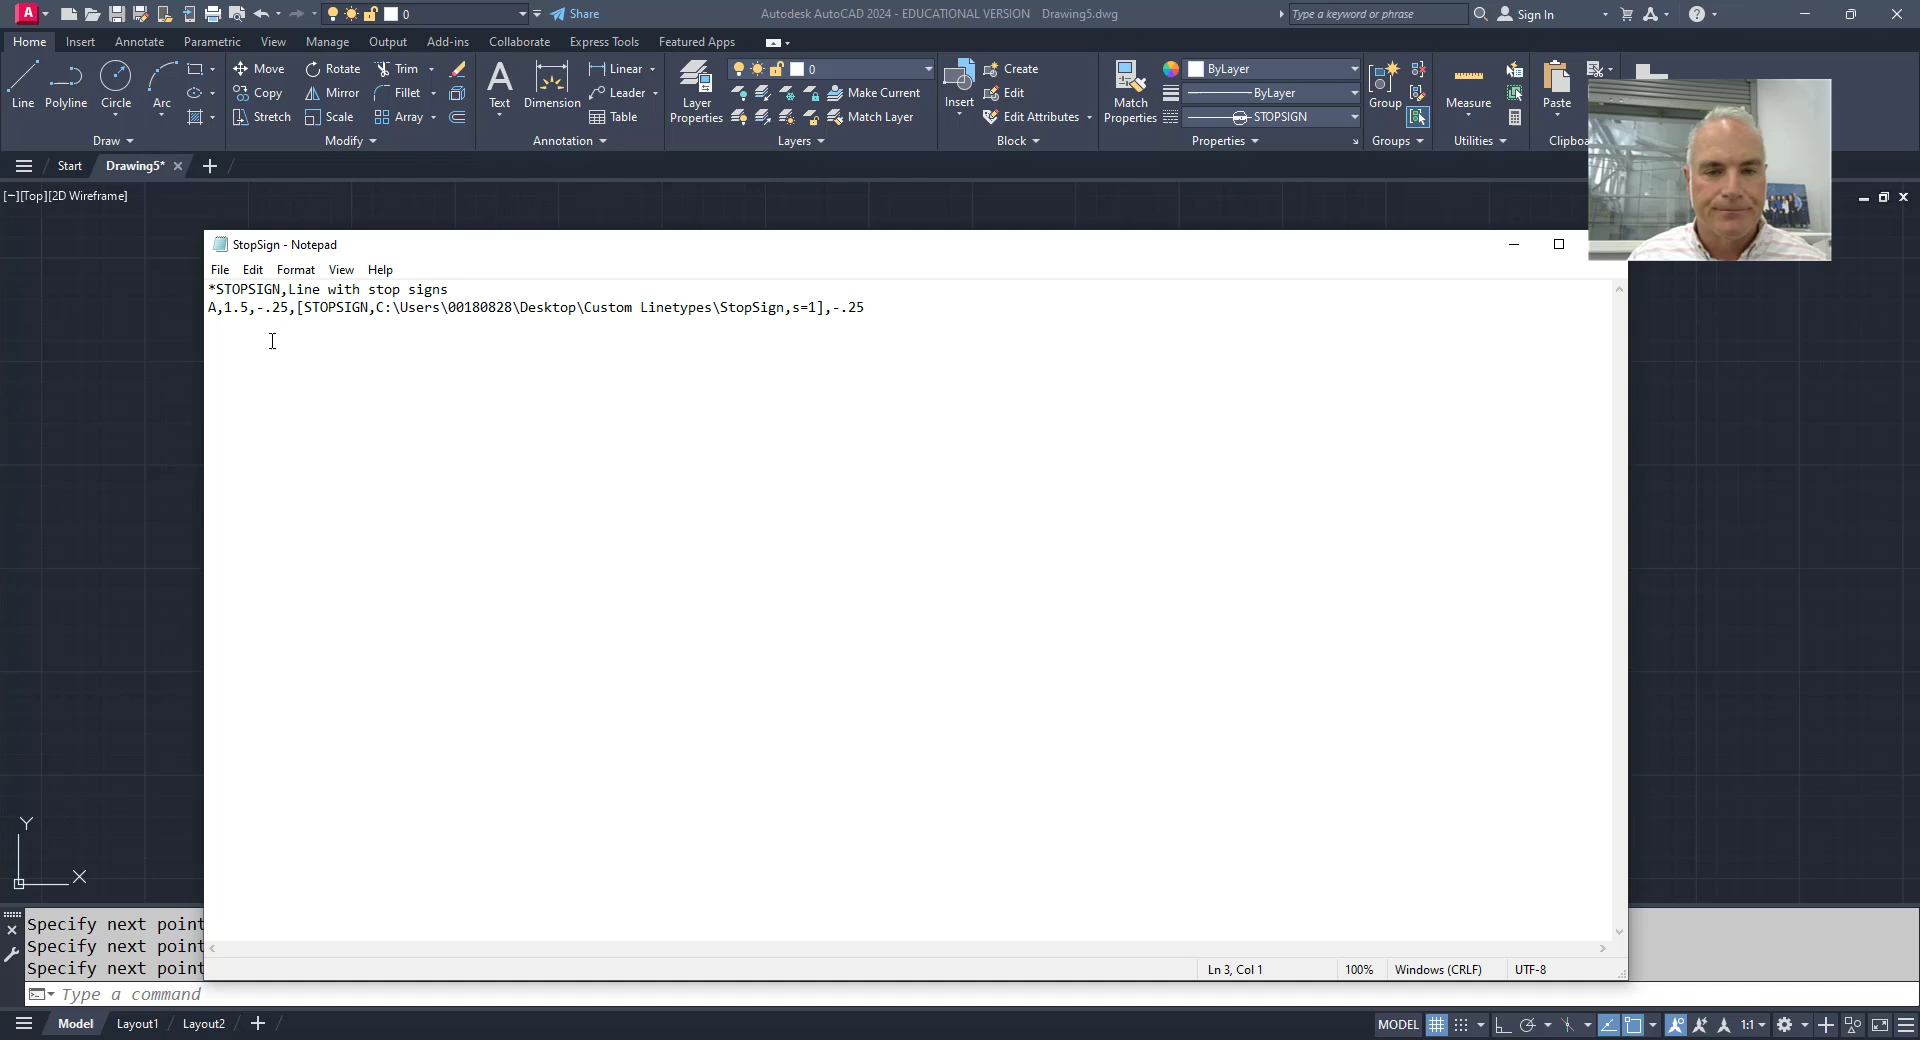 A
0
Share
Autodesk AutoCAD 2024 - EDUCATIONAL VERSION Drawing5.dwg
Type a keyword or phrase
Sign In
Home Insert Annotate Parametric View Manage Output Add-ins Collaborate Express Tools Featured Apps
Line Polyline Circle Arc
Move Rotate Trim
Copy Mirror Fillet
Stretch Scale Array
Text Dimension
Linear
Leader
Table
Layer Properties
0
Make Current
Match Layer
Insert
Create
Edit
Edit Attributes
Match Properties
ByLayer
ByLayer
STOPSIGN
Group
Measure
Paste
Draw Modify Annotation Layers Block Properties Groups Utilities Clipboa
Start Drawing5*
[−][Top][2D Wireframe]
StopSign - Notepad
File Edit Format View Help
*STOPSIGN,Line with stop signs
A,1.5,-.25,[STOPSIGN,C:\Users\00180828\Desktop\Custom Linetypes\StopSign,s=1],-.25
Y
X
Specify next point
Specify next point
Specify next point
Ln 3, Col 1 100% Windows (CRLF) UTF-8
Type a command
Model Layout1 Layout2
MODEL 1:1